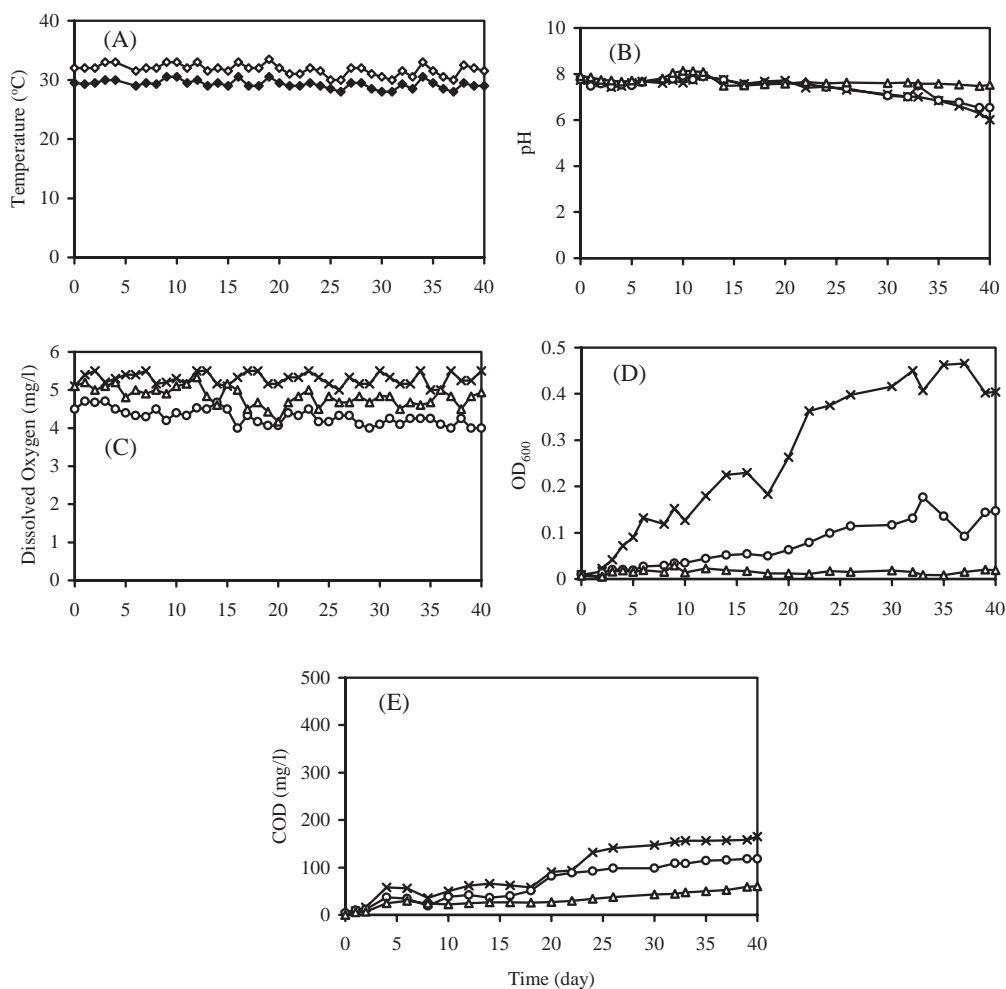 (A)
Temperature (°C)
40
30
20
10
0
0 5 10 15 20 25 30 35 40
(B)
pH
10
8
6
4
2
0
0 5 10 15 20 25 30 35 40
(C)
Dissolved Oxygen (mg/l)
6
5
4
3
2
1
0
0 5 10 15 20 25 30 35 40
(D)
OD600
0.5
0.4
0.3
0.2
0.1
0
0 5 10 15 20 25 30 35 40
(E)
COD (mg/l)
500
400
300
200
100
0
0 5 10 15 20 25 30 35 40
Time (day)